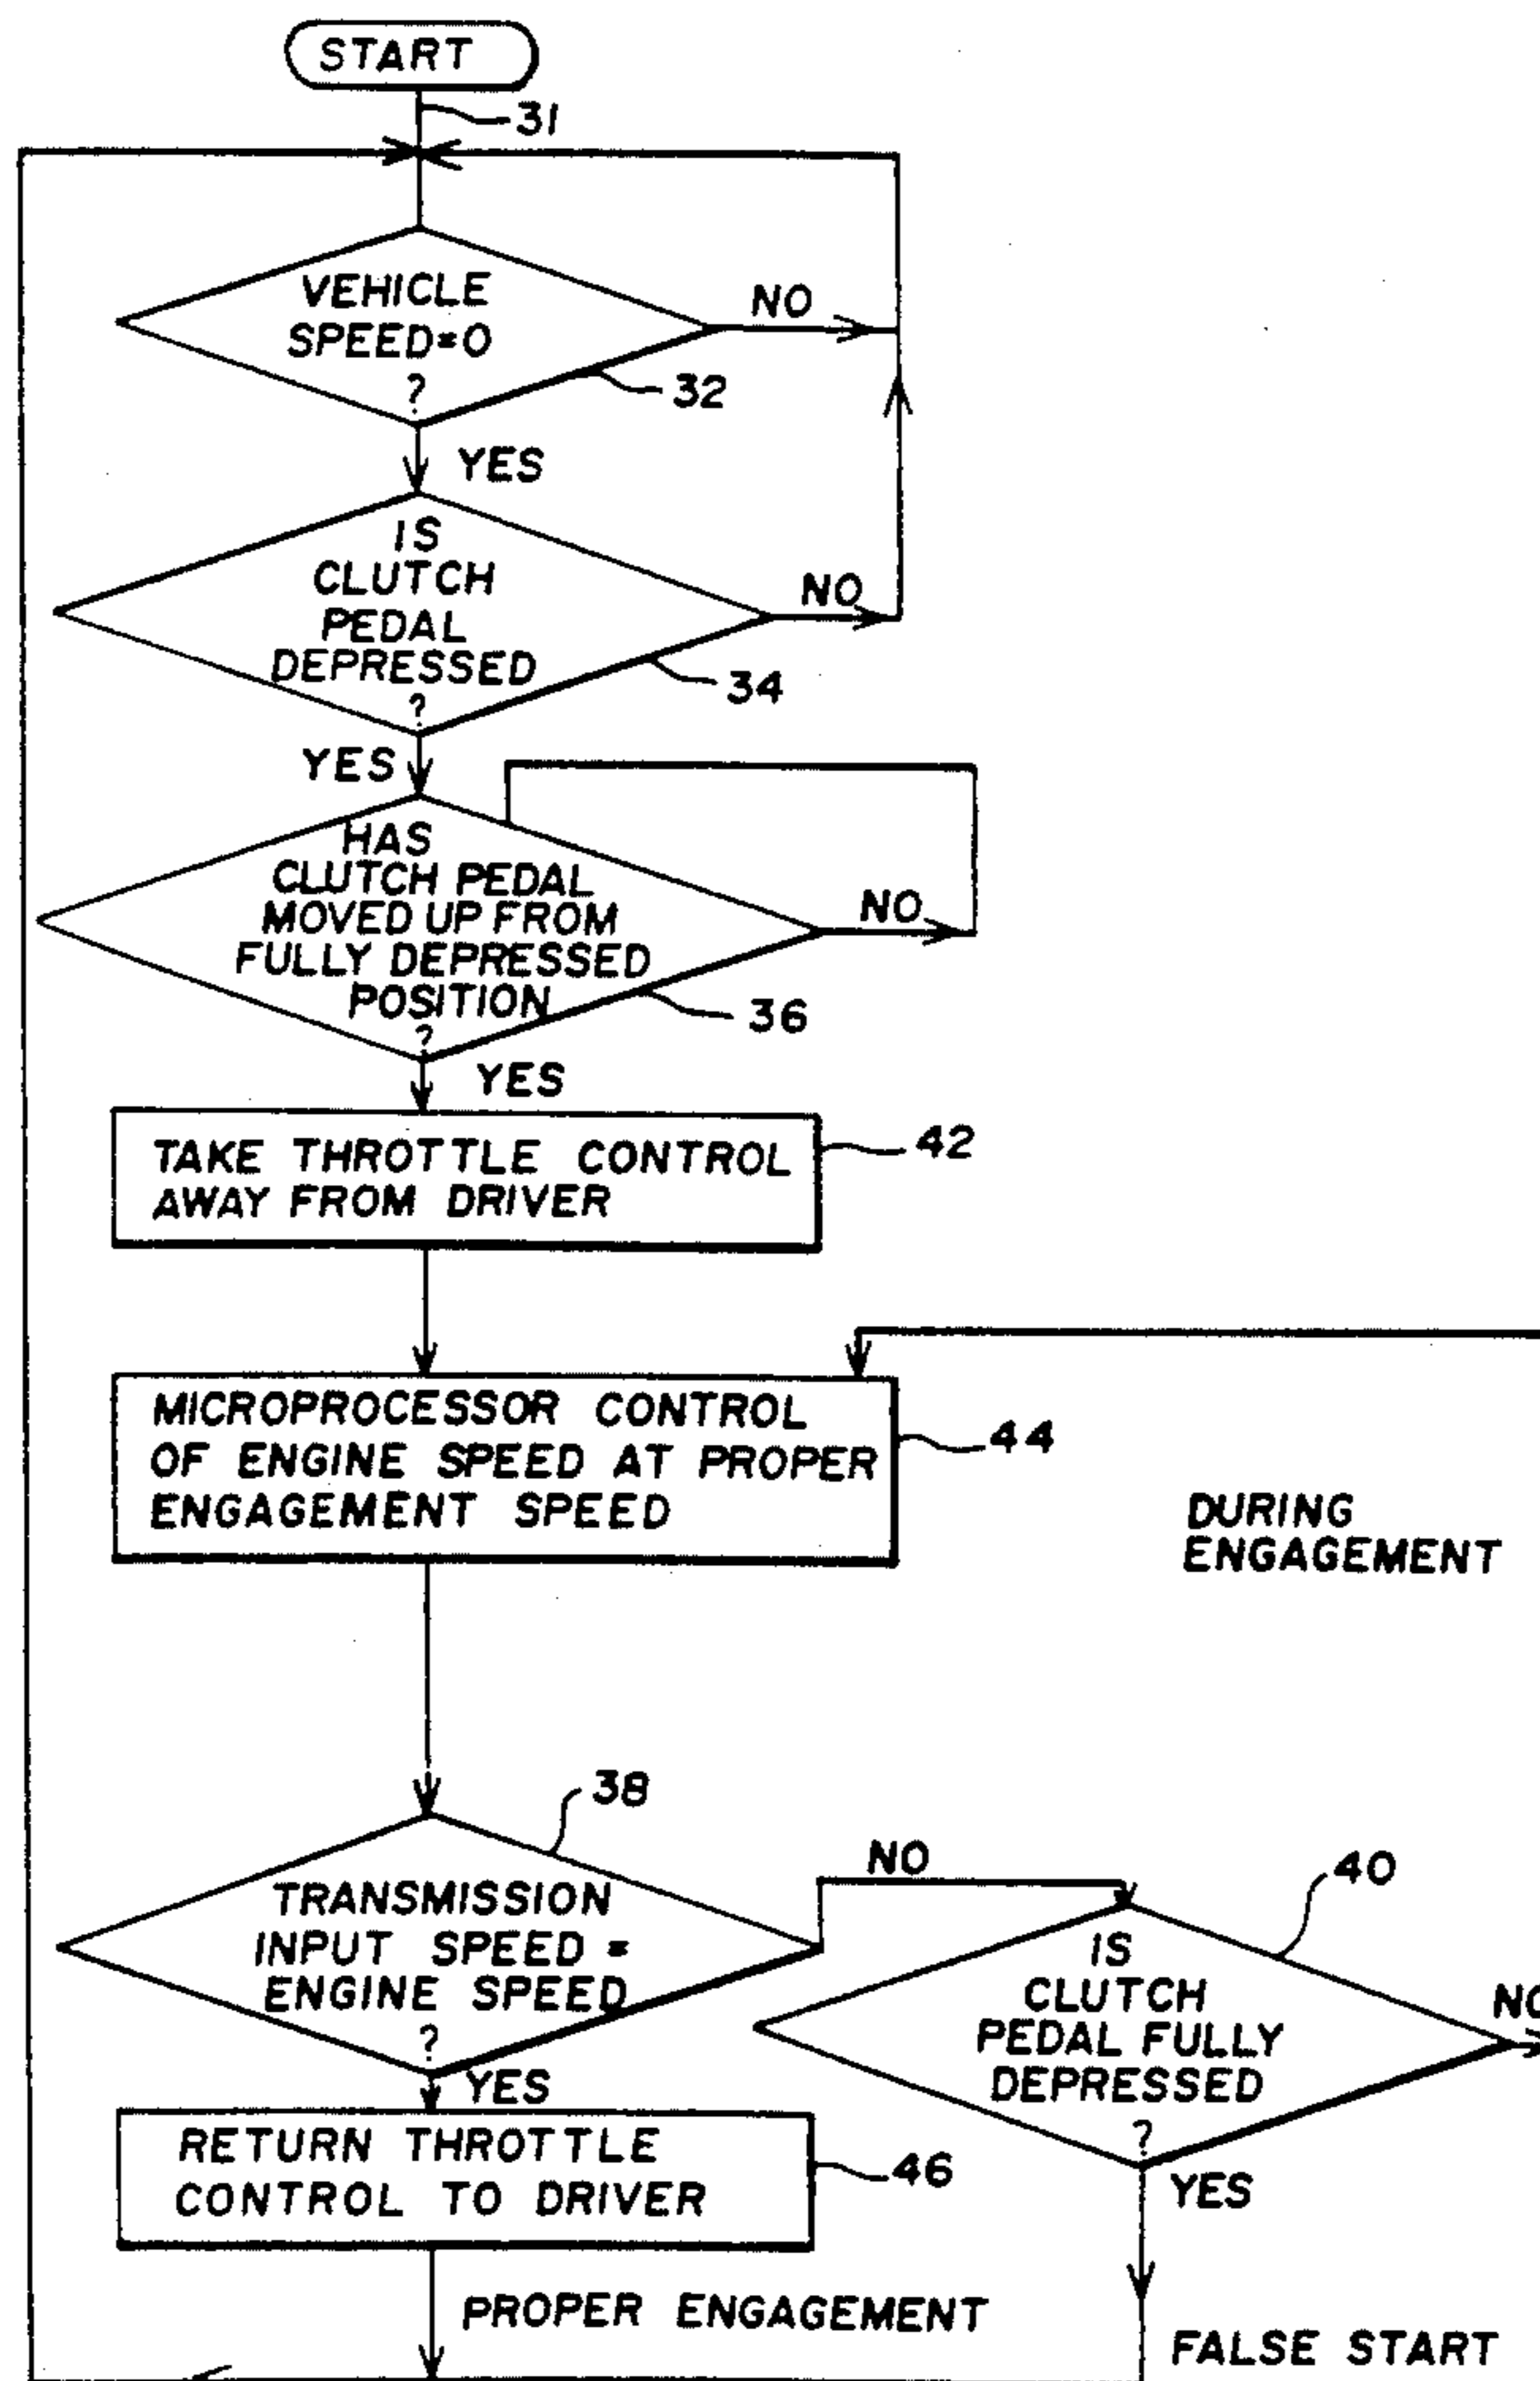 START
31
VEHICLE
SPEED=0
?
NO
32
YES
IS
CLUTCH
PEDAL
DEPRESSED
?
NO
34
YES
HAS
CLUTCH PEDAL
MOVED UP FROM
FULLY DEPRESSED
POSITION
?
NO
36
YES
TAKE THROTTLE CONTROL
AWAY FROM DRIVER
42
MICROPROCESSOR CONTROL
OF ENGINE SPEED AT PROPER
ENGAGEMENT SPEED
44
DURING
ENGAGEMENT
38
TRANSMISSION
INPUT SPEED =
ENGINE SPEED
?
NO
40
IS
CLUTCH
PEDAL FULLY
DEPRESSED
?
NO
YES
YES
RETURN THROTTLE
CONTROL TO DRIVER
46
PROPER ENGAGEMENT
FALSE START